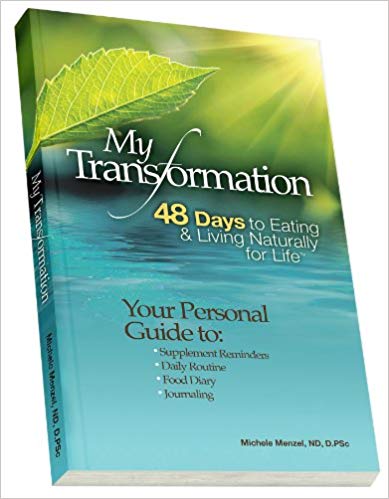 My
Transformation
48 Days to Eating
& Living Naturally
for Life™
Your Personal
Guide to:
• Supplement Reminders
• Daily Routine
• Food Diary
• Journaling
Michele Menzel, ND, D.PSc
My Transformation
Michele Menzel, ND, D.PSc